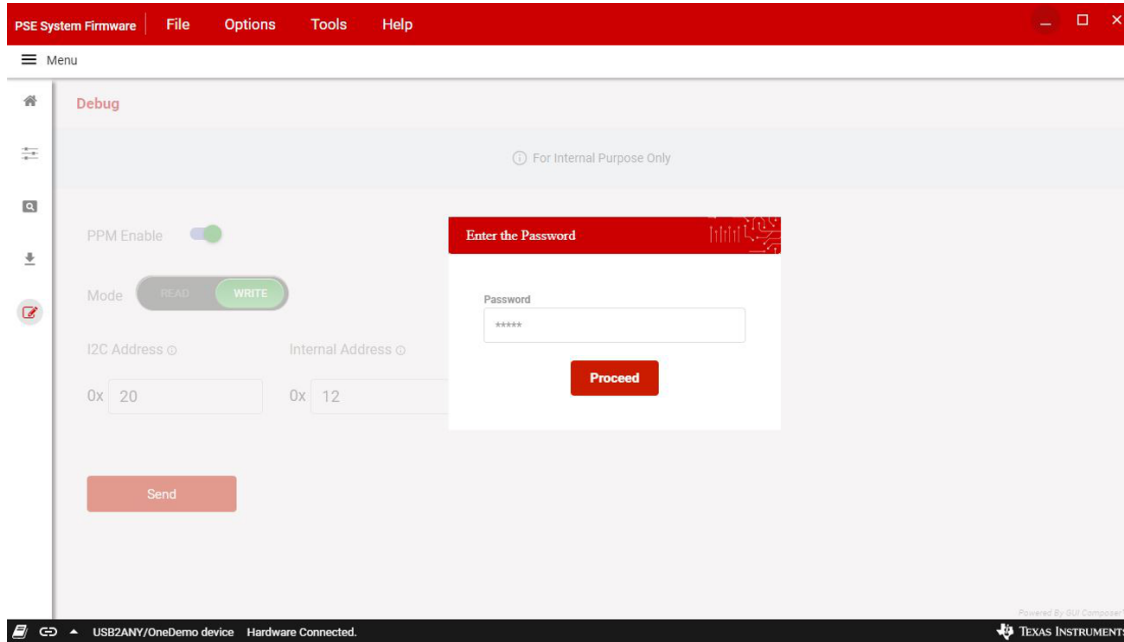 PSE System Firmware File Options Tools Help
Menu
Debug
For Internal Purpose Only
PPM Enable
Enter the Password
Mode READ WRITE
Password
*****
I2C Address
Internal Address
Proceed
0x 20
0x 12
Send
Powered By GUI Composer
USB2ANY/OneDemo device Hardware Connected.
TEXAS INSTRUMENTS